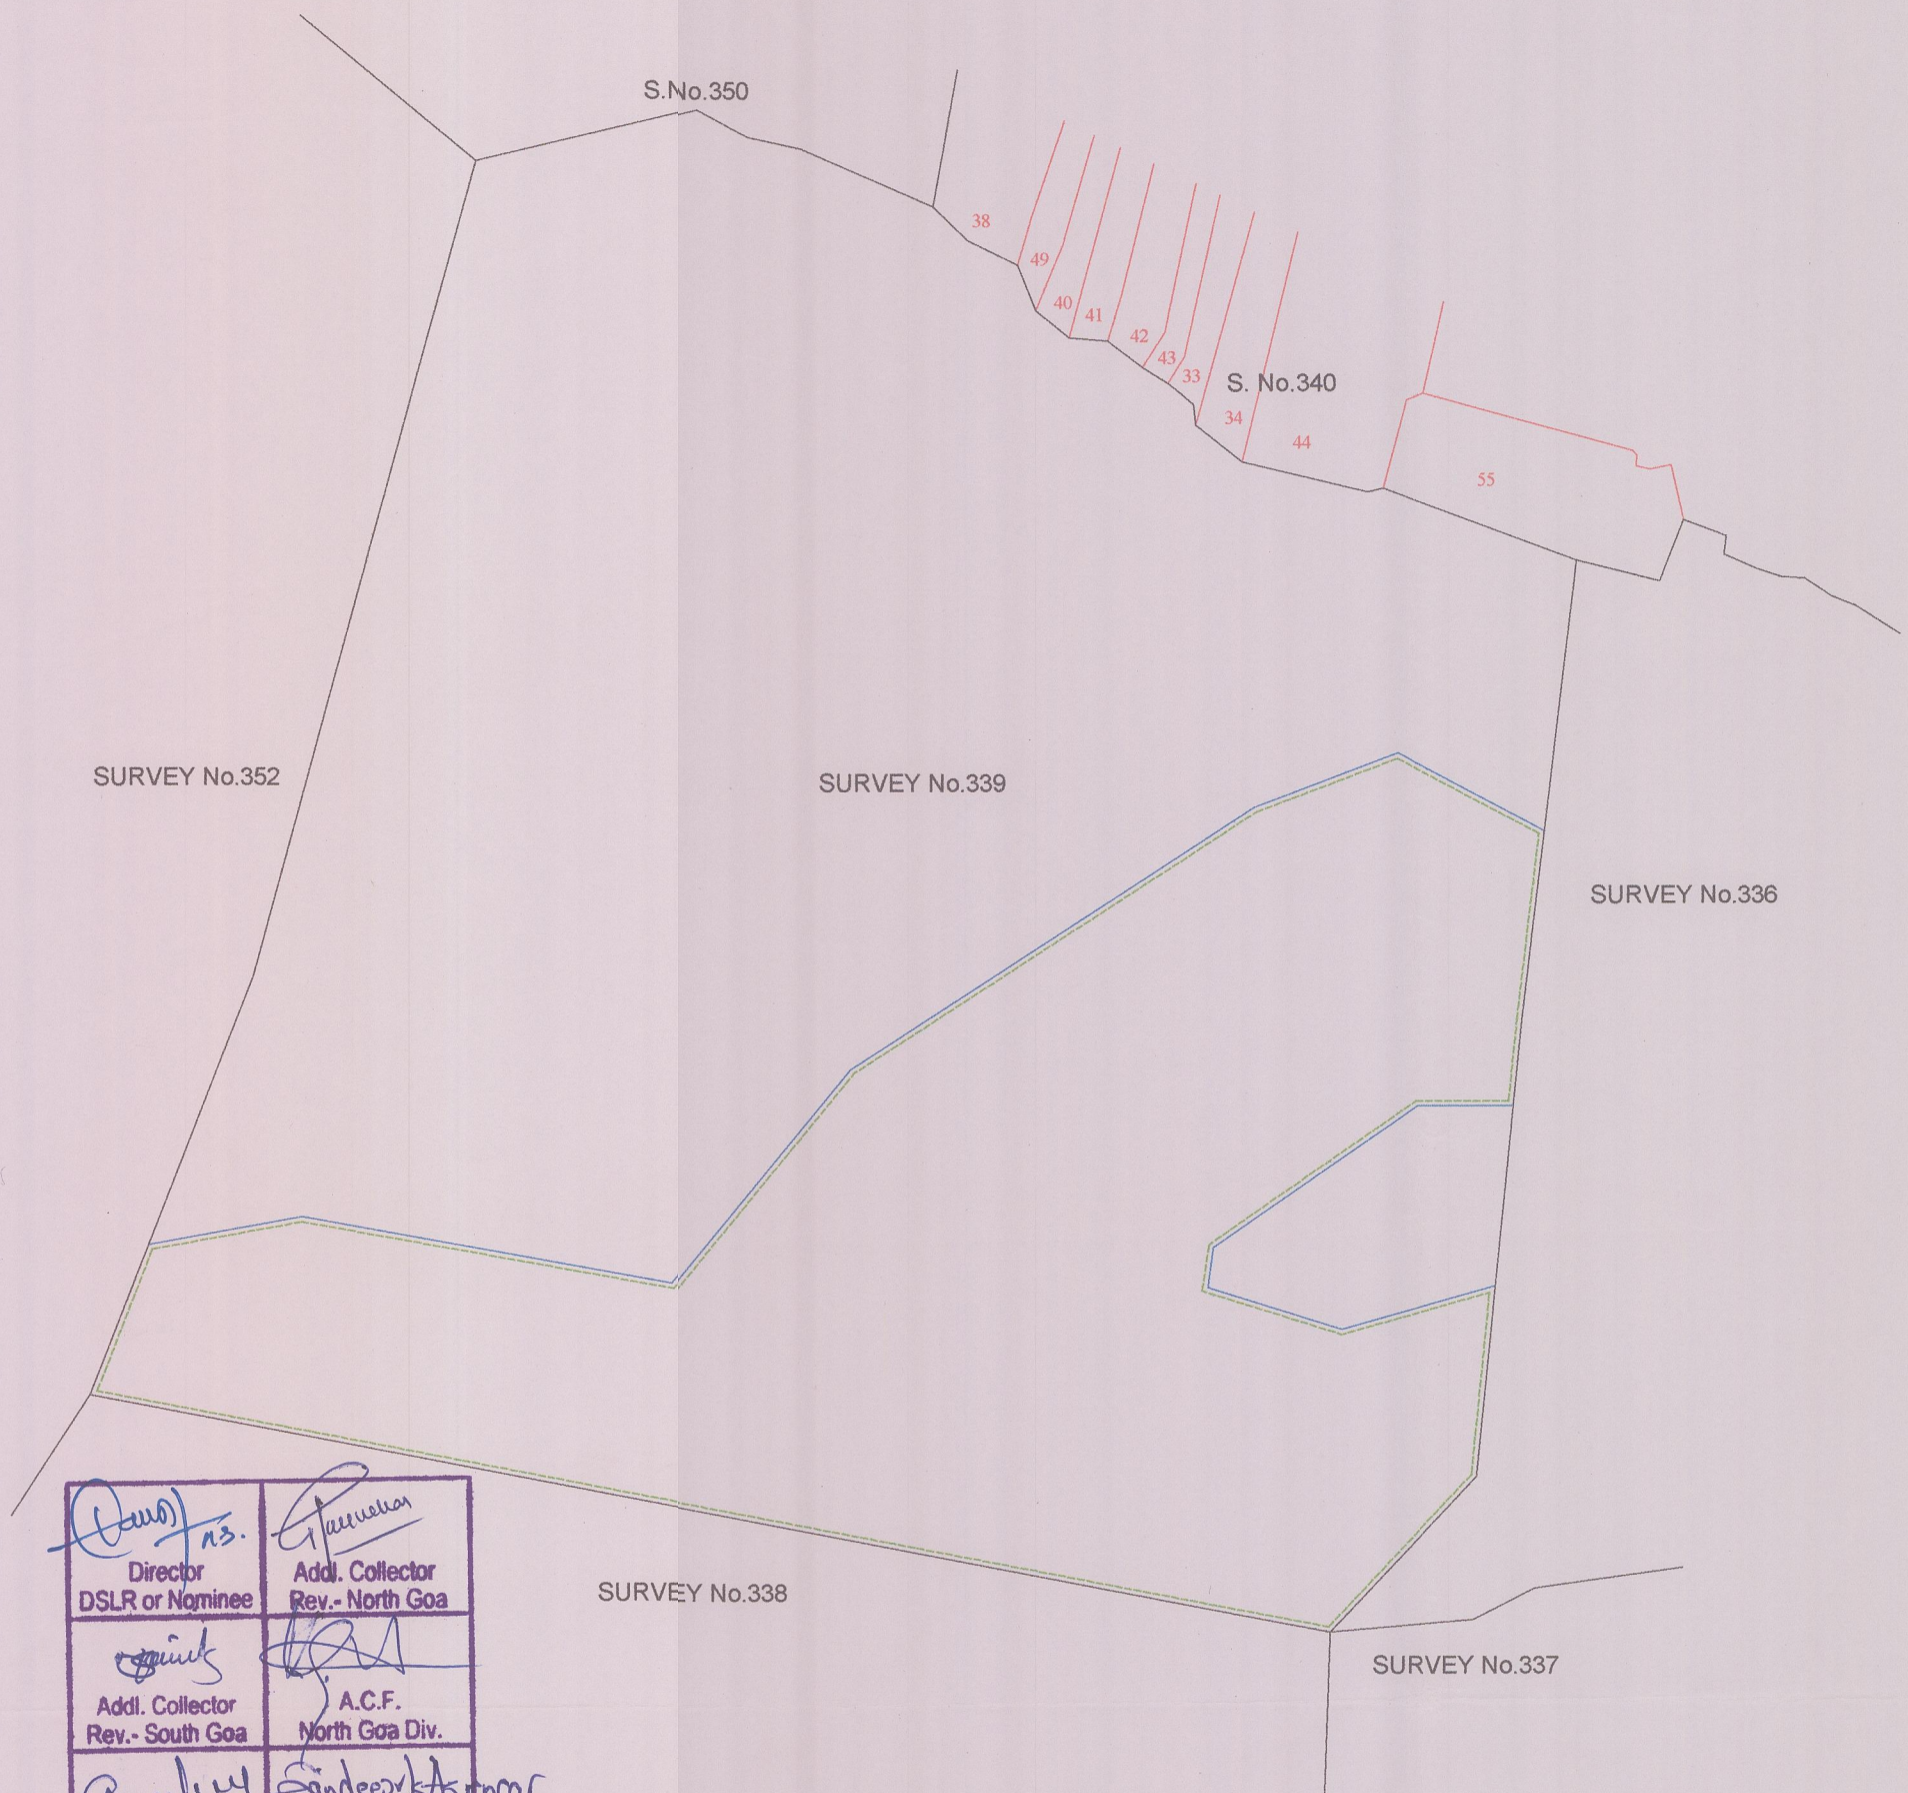 S.No.350
38
49
40
41
42
43
33
S. No.340
34
44
55
SURVEY No.352
SURVEY No.339
SURVEY No.336
Director
DSLR or Nominee
Addl. Collector
Rev.- North Goa
SURVEY No.338
Addl. Collector
Rev.- South Goa
A.C.F.
North Goa Div.
SURVEY No.337